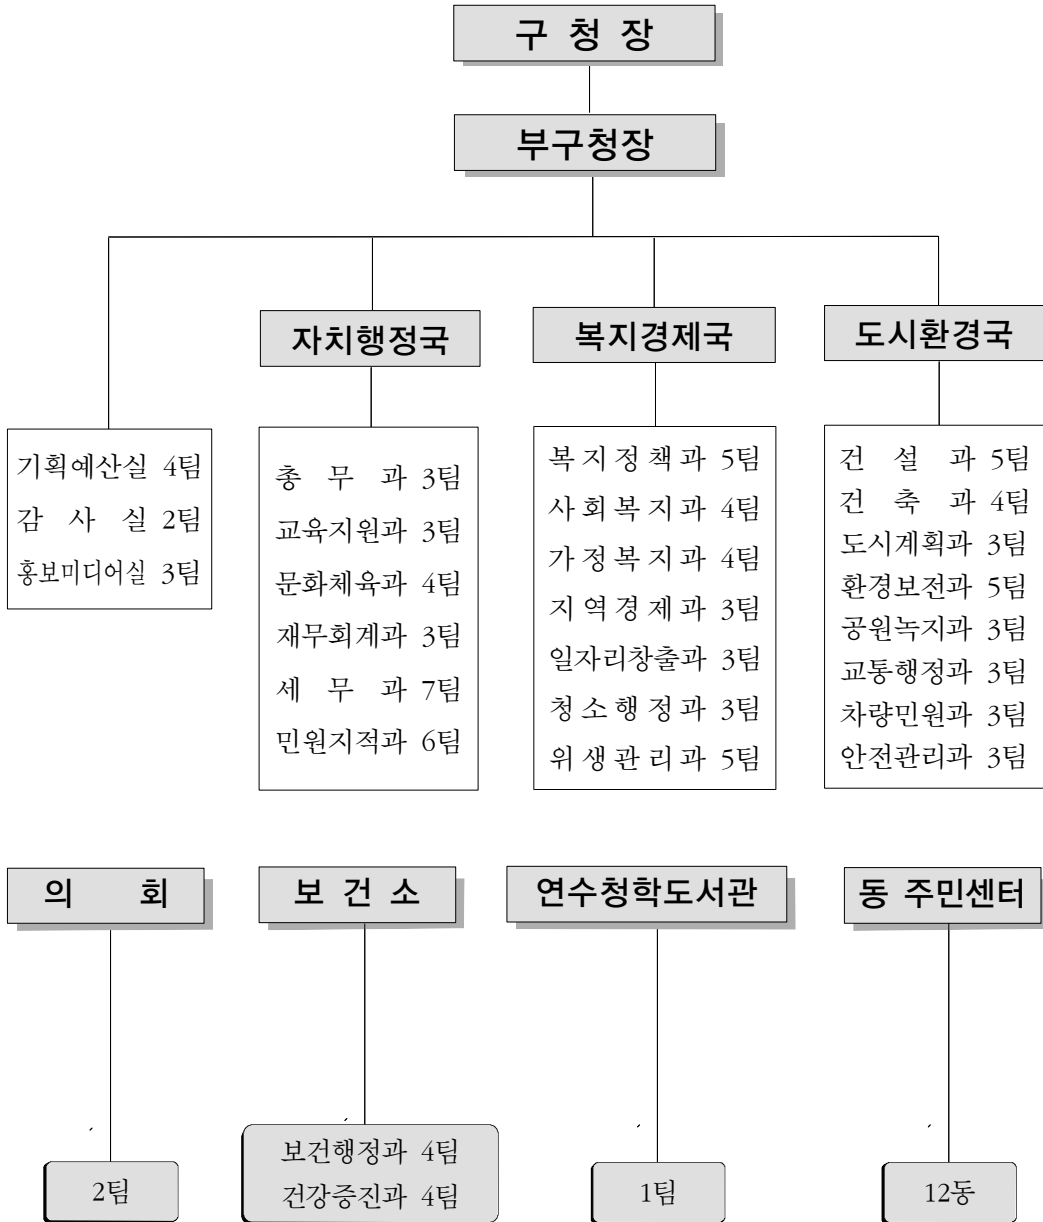 구 청 장
부구청장
자치행정국
복지경제국
도시환경국
기획예산실 4팀
감 사 실 2팀
홍보미디어실 3팀
총 무 과 3팀
교육지원과 3팀
문화체육과 4팀
재무회계과 3팀
세 무 과 7팀
민원지적과 6팀
복지정책과 5팀
사회복지과 4팀
가정복지과 4팀
지역경제과 3팀
일자리창출과 3팀
청소행정과 3팀
위생관리과 5팀
건 설 과 5팀
건 축 과 4팀
도시계획과 3팀
환경보전과 5팀
공원녹지과 3팀
교통행정과 3팀
차량민원과 3팀
안전관리과 3팀
의 회
보 건 소
연수청학도서관
동 주민센터
2팀
보건행정과 4팀
건강증진과 4팀
1팀
12동